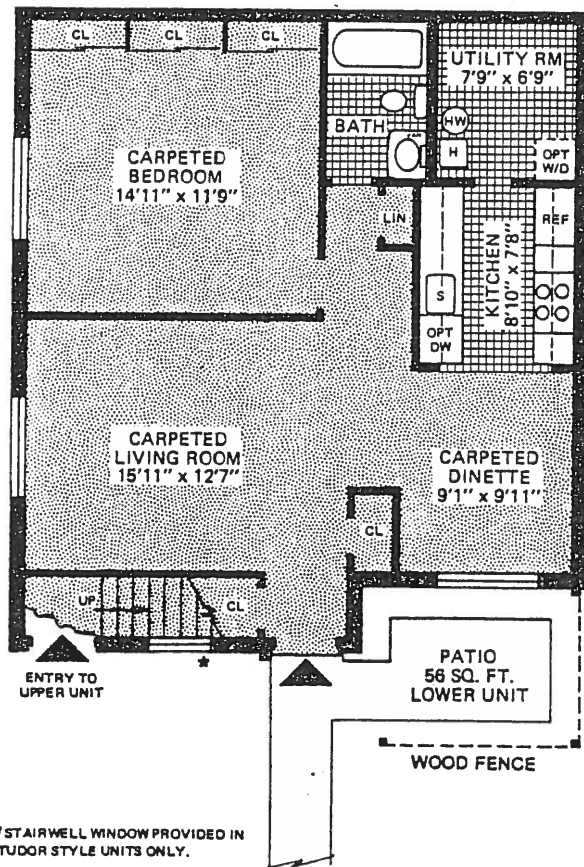 CL CL CL
UTILITY RM
7'9" x 6'9"
BATH
HW
H
OPT
W/D
CARPETED
BEDROOM
14'11" x 11'9"
LIN
REF
KITCHEN
8'10" x 7'8"
S
OPT
DW
CARPETED
LIVING ROOM
15'11" x 12'7"
CARPETED
DINETTE
9'1" x 9'11"
CL
UP
CL
*
ENTRY TO
UPPER UNIT
PATIO
56 SQ. FT.
LOWER UNIT
WOOD FENCE
STAIRWELL WINDOW PROVIDED IN
TUDOR STYLE UNITS ONLY.